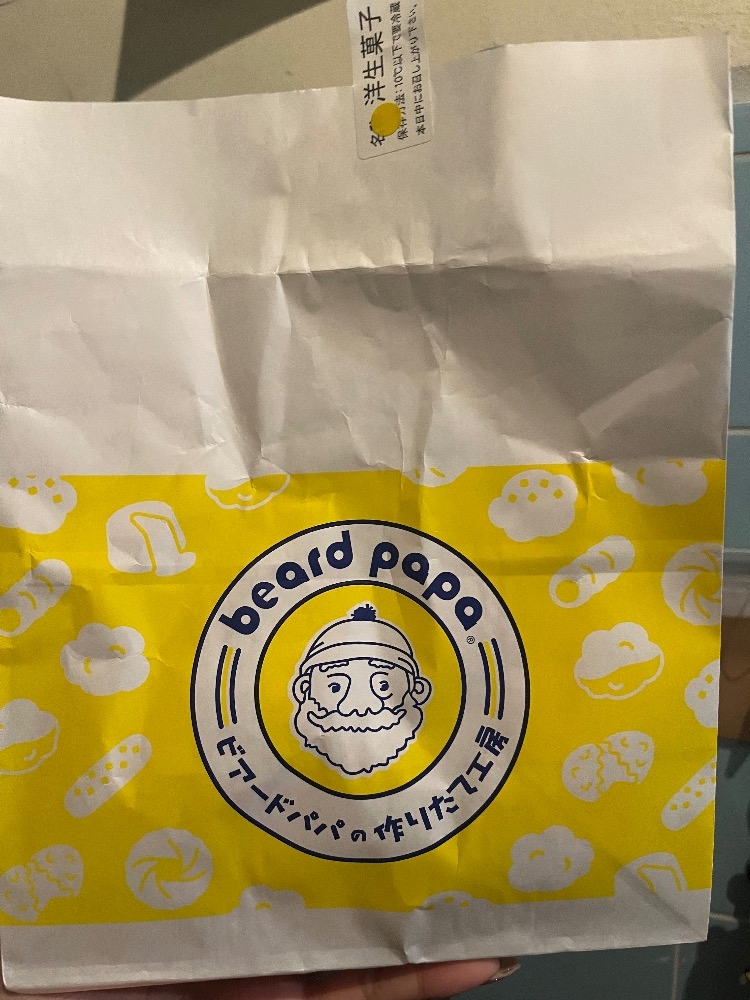 名 洋生菓子
保存方法:10℃以下で要冷蔵
本日中にお召し上がり下さい。
beard papa®
ビアードパパの作りたて工房